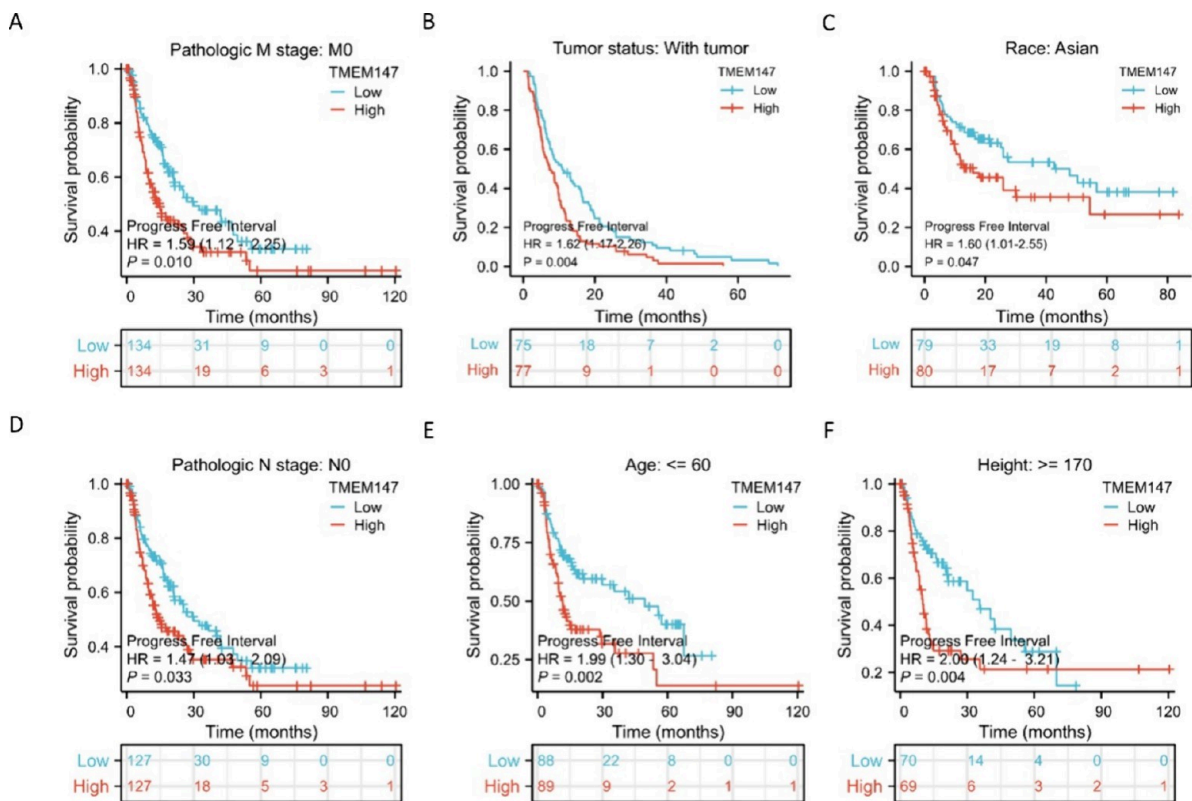 A
Pathologic M stage: M0
TMEM147
Low
High
1.0
0.8
0.6
0.4
Survival probability
Progress Free Interval
HR = 1.59 (1.12 - 2.25)
P = 0.010
0 30 60 90 120
Time (months)
Low 134 31 9 0 0
High 134 19 6 3 1
B
Tumor status: With tumor
TMEM147
Low
High
1.0
0.8
0.6
0.4
0.2
0.0
Survival probability
Progress Free Interval
HR = 1.62 (1.17-2.26)
P = 0.004
0 20 40 60
Time (months)
Low 75 18 7 2 0
High 77 9 1 0 0
C
Race: Asian
TMEM147
Low
High
1.0
0.8
0.6
0.4
0.2
0.0
Survival probability
Progress Free Interval
HR = 1.60 (1.01-2.55)
P = 0.047
0 20 40 60 80
Time (months)
Low 79 33 19 8 1
High 80 17 7 2 1
D
Pathologic N stage: N0
TMEM147
Low
High
1.0
0.8
0.6
0.4
Survival probability
Progress Free Interval
HR = 1.47 (1.03 - 2.09)
P = 0.033
0 30 60 90 120
Time (months)
Low 127 30 9 0 0
High 127 18 5 3 1
E
Age: <= 60
TMEM147
Low
High
1.00
0.75
0.50
0.25
Survival probability
Progress Free Interval
HR = 1.99 (1.30 - 3.04)
P = 0.002
0 30 60 90 120
Time (months)
Low 88 22 8 0 0
High 89 9 2 1 1
F
Height: >= 170
TMEM147
Low
High
1.0
0.8
0.6
0.4
0.2
Survival probability
Progress Free Interval
HR = 2.00 (1.24 - 3.21)
P = 0.004
0 30 60 90 120
Time (months)
Low 70 14 4 0 0
High 69 6 3 2 1